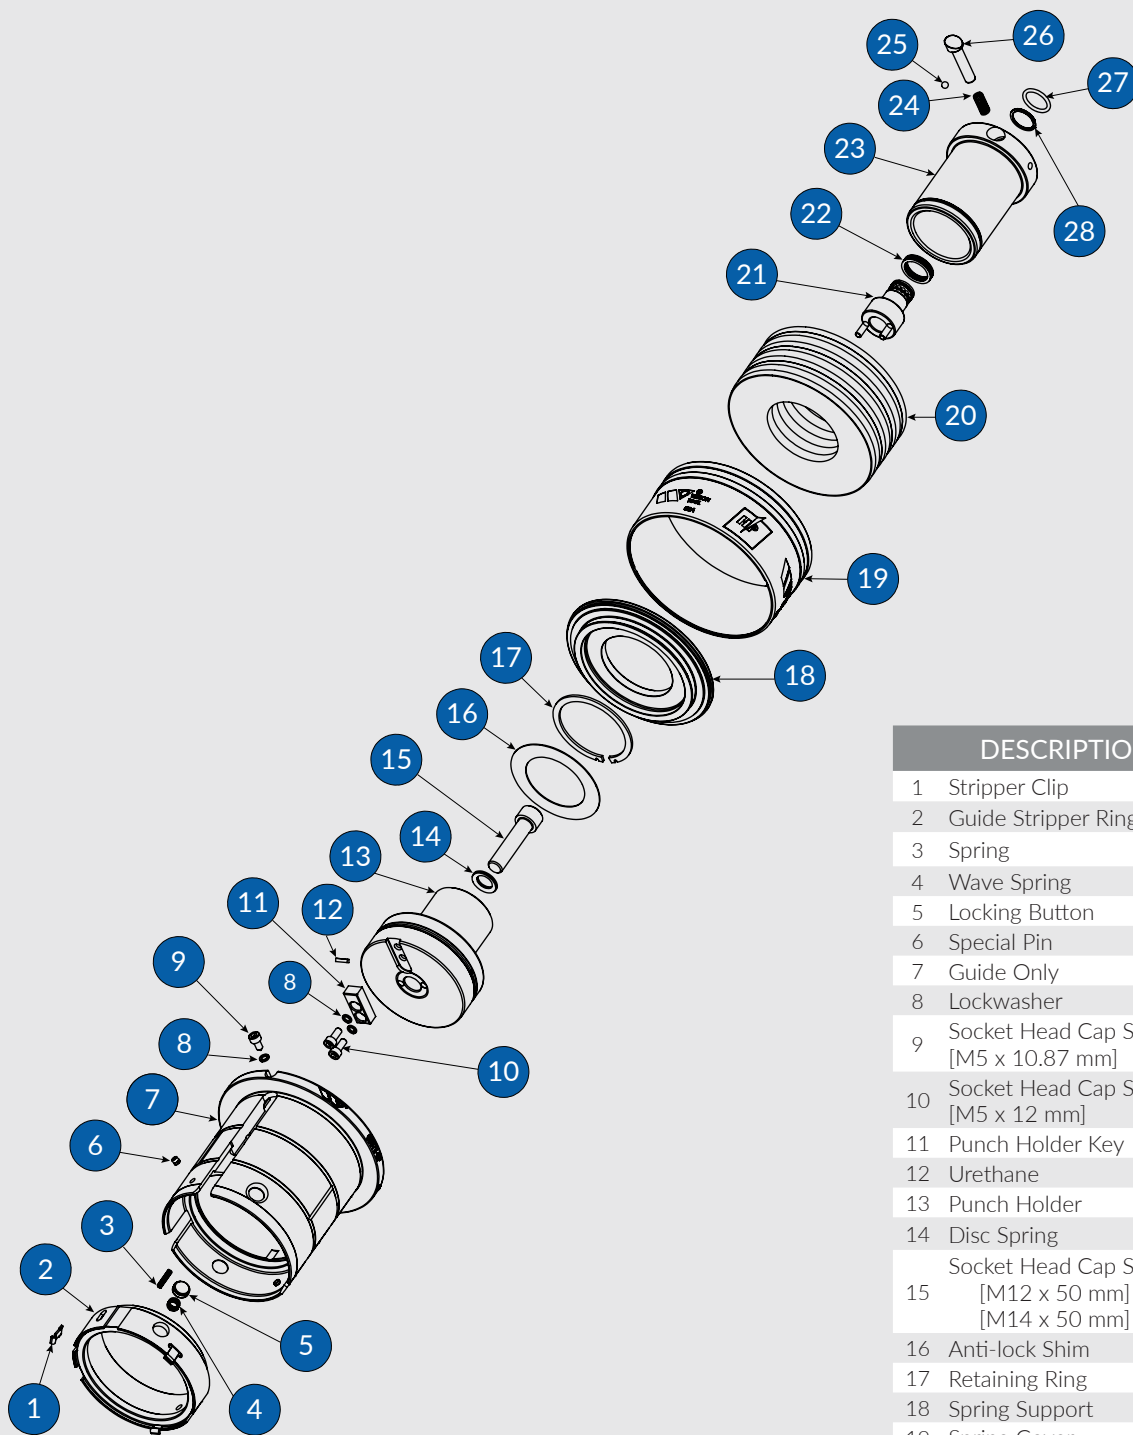 26
25
27
24
23
22
28
21
20
19
17
18
16
15
14
13
12
11
9
8
8
10
7
6
3
2
5
1
4
DESCRIPTIO
1 Stripper Clip
2 Guide Stripper Ring
3 Spring
4 Wave Spring
5 Locking Button
6 Special Pin
7 Guide Only
8 Lockwasher
9 Socket Head Cap S
[M5 x 10.87 mm]
10 Socket Head Cap S
[M5 x 12 mm]
11 Punch Holder Key
12 Urethane
13 Punch Holder
14 Disc Spring
15 Socket Head Cap S
[M12 x 50 mm]
[M14 x 50 mm]
16 Anti-lock Shim
17 Retaining Ring
18 Spring Support
19 Spring Cover